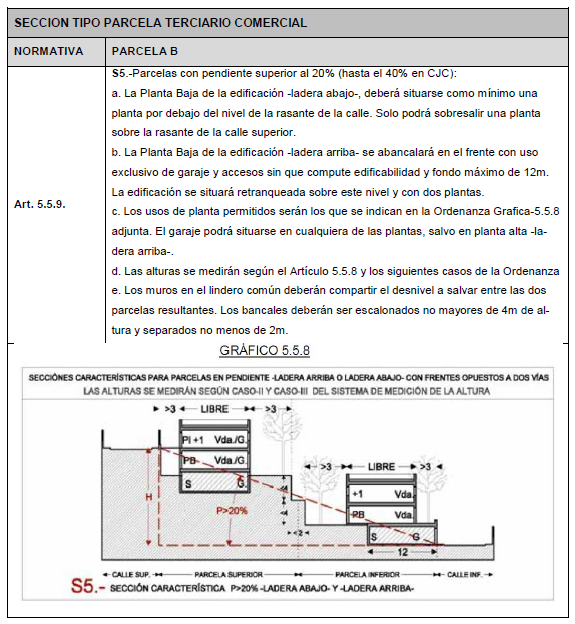 SECCION TIPO PARCELA TERCIARIO COMERCIAL
NORMATIVA
PARCELA B
Art. 5.5.9.
S5.-Parcelas con pendiente superior al 20% (hasta el 40% en CJC):
a. La Planta Baja de la edificación -ladera abajo-, deberá situarse como mínimo una
planta por debajo del nivel de la rasante de la calle. Solo podrá sobresalir una planta
sobre la rasante de la calle superior.
b. La Planta Baja de la edificación -ladera arriba- se abancalará en el frente con uso
exclusivo de garaje y accesos sin que compute edificabilidad y fondo máximo de 12m.
La edificación se situará retranqueada sobre este nivel y con dos plantas.
c. Los usos de planta permitidos serán los que se indican en la Ordenanza Grafica-5.5.8
adjunta. El garaje podrá situarse en cualquiera de las plantas, salvo en planta alta -la-
dera arriba-.
d. Las alturas se medirán según el Artículo 5.5.8 y los siguientes casos de la Ordenanza
e. Los muros en el lindero común deberán compartir el desnivel a salvar entre las dos
parcelas resultantes. Los bancales deberán ser escalonados no mayores de 4m de al-
tura y separados no menos de 2m.
GRÁFICO 5.5.8
SECCIÓNES CARACTERÍSTICAS PARA PARCELAS EN PENDIENTE -LADERA ARRIBA O LADERA ABAJO- CON FRENTES OPUESTOS A DOS VÍAS
LAS ALTURAS SE MEDIRÁN SEGÚN CASO-II Y CASO-III DEL SISTEMA DE MEDICIÓN DE LA ALTURA
>3 LIBRE >3
PI +1 Vda./G.
PB Vda./G.
S G.
H
P>20%
<4
<4
<2
>3 LIBRE >3
+1 Vda.
PB Vda.
S G.
12
CALLE SUP. PARCELA SUPERIOR PARCELA INFERIOR CALLE INF.
S5.- SECCIÓN CARACTERÍSTICA P>20% -LADERA ABAJO- Y -LADERA ARRIBA-